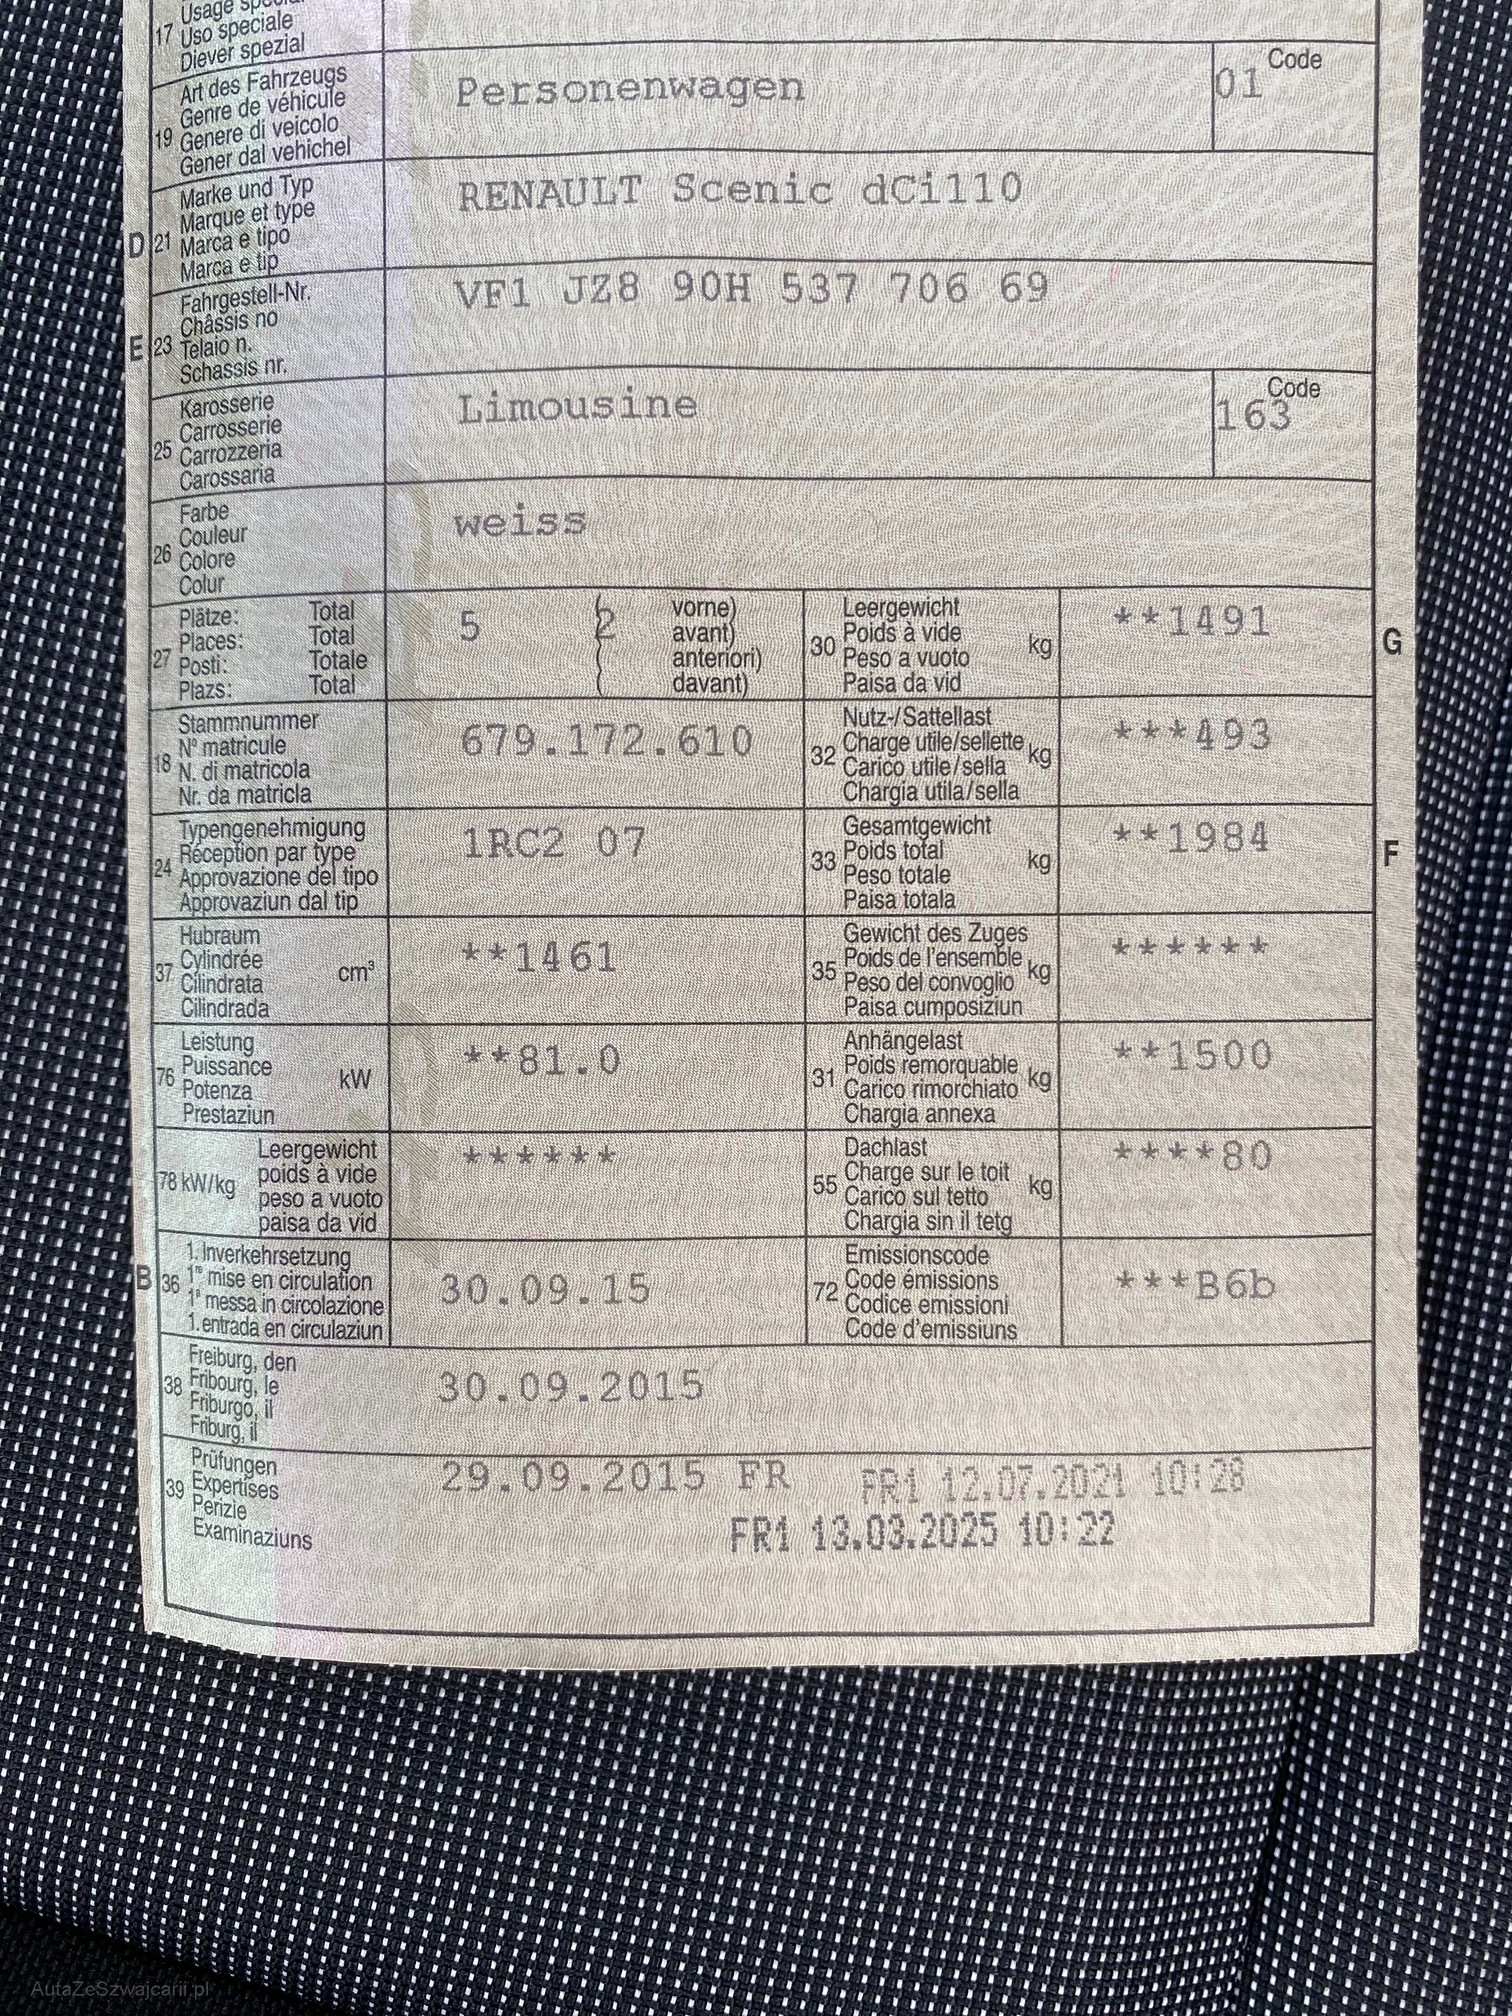 17 Usage
Uso speciale
Diever spezial
19 Art des Fahrzeugs
Genre de véhicule
Genere di veicolo
Gener dal vehichel
Personenwagen
Code
01
D 21 Marke und Typ
Marque et type
Marca e tipo
Marca e tip
RENAULT Scenic dCi110
E 23 Fahrgestell-Nr.
Châssis no
Telaio n.
Schassis nr.
VF1 JZ8 90H 537 706 69
25 Karosserie
Carrosserie
Carrozzeria
Carossaria
Limousine
Code
163
26 Farbe
Couleur
Colore
Colur
weiss
27 Plätze: Total
Places: Total
Posti: Totale
Plazs: Total
5 ( 2 vorne)
avant)
anteriori)
davant)
30 Leergewicht
Poids à vide kg
Peso a vuoto
Paisa da vid
**1491
G
18 Stammnummer
N° matricule
N. di matricola
Nr. da matricla
679.172.610
32 Nutz-/Sattellast
Charge utile/sellette kg
Carico utile/sella
Chargia utila/sella
***493
24 Typengenehmigung
Réception par type
Approvazione del tipo
Approvaziun dal tip
1RC2 07
33 Gesamtgewicht
Poids total kg
Peso totale
Paisa totala
**1984
F
37 Hubraum
Cylindrée cm³
Cilindrata
Cilindrada
**1461
35 Gewicht des Zuges
Poids de l'ensemble kg
Peso del convoglio
Paisa cumposiziun
******
76 Leistung
Puissance kW
Potenza
Prestaziun
**81.0
31 Anhängelast
Poids remorquable kg
Carico rimorchiato
Chargia annexa
**1500
78 kW/kg Leergewicht
poids à vide
peso a vuoto
paisa da vid
******
55 Dachlast
Charge sur le toit kg
Carico sul tetto
Chargia sin il tetg
****80
B 36 1. Inverkehrsetzung
1re mise en circulation
1a messa in circolazione
1. entrada en circulaziun
30.09.15
72 Emissionscode
Code émissions
Codice emissioni
Code d'emissiuns
***B6b
38 Freiburg, den
Fribourg, le
Friburgo, il
Friburg, il
30.09.2015
39 Prüfungen
Expertises
Perizie
Examinaziuns
29.09.2015 FR FR1 12.07.2021 10:28
FR1 13.03.2025 10:22
AutaZeSzwajcarii.pl